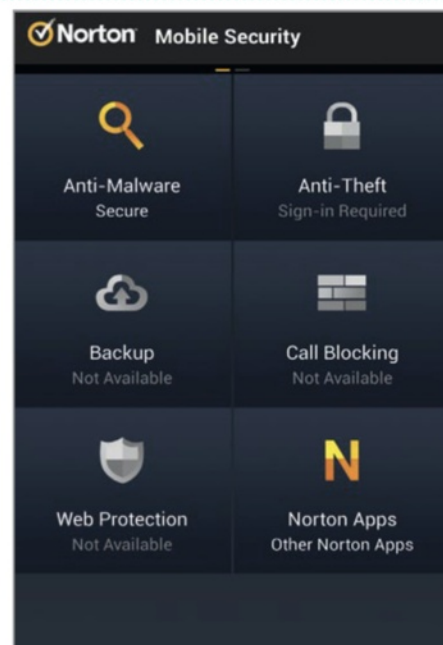 Norton Mobile Security
Anti-Malware
Secure
Anti-Theft
Sign-in Required
Backup
Not Available
Call Blocking
Not Available
Web Protection
Not Available
N
Norton Apps
Other Norton Apps